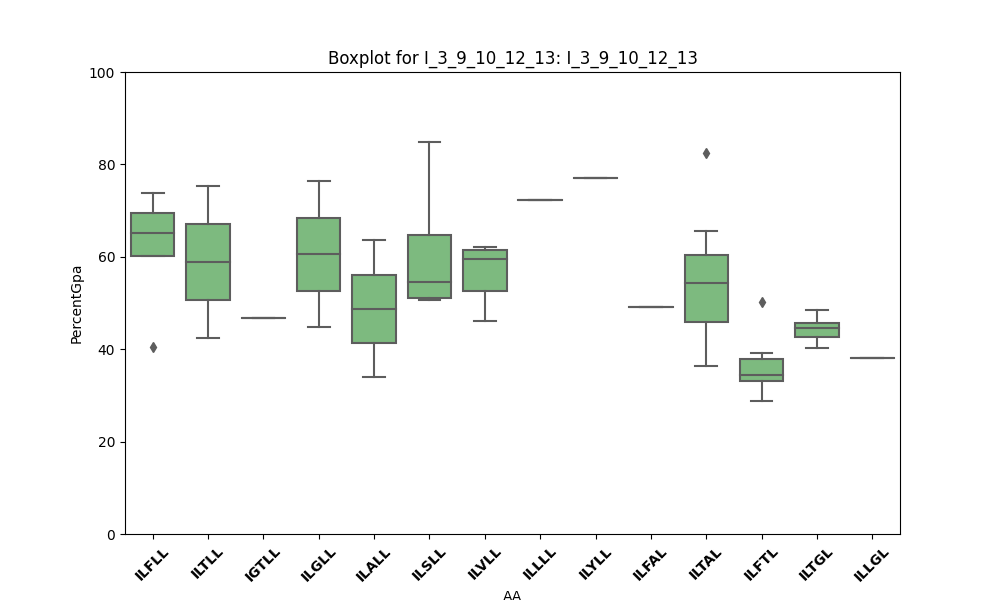 Boxplot for I_3_9_10_12_13: I_3_9_10_12_13
PercentGpa
100
80
60
40
20
0
ILFLL ILTLL IGTLL ILGLL ILALL ILSLL ILVLL ILLLL ILYLL ILFAL ILTAL ILFTL ILTGL ILLGL
AA